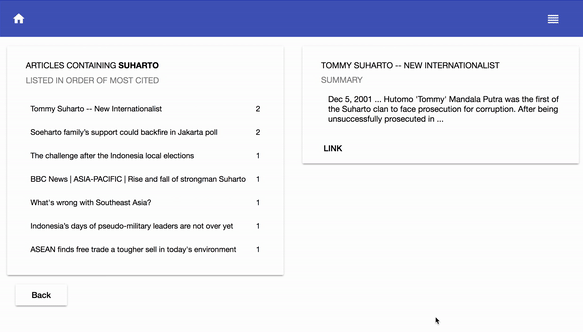 ARTICLES CONTAINING SUHARTO
LISTED IN ORDER OF MOST CITED
Tommy Suharto -- New Internationalist 2
Soeharto family's support could backfire in Jakarta poll 2
The challenge after the Indonesia local elections 1
BBC News | ASIA-PACIFIC | Rise and fall of strongman Suharto 1
What's wrong with Southeast Asia? 1
Indonesia's days of pseudo-military leaders are not over yet 1
ASEAN finds free trade a tougher sell in today's environment 1
Back
TOMMY SUHARTO -- NEW INTERNATIONALIST
SUMMARY
Dec 5, 2001 ... Hutomo 'Tommy' Mandala Putra was the first of
the Suharto clan to face prosecution for corruption. After being
unsuccessfully prosecuted in ...
LINK